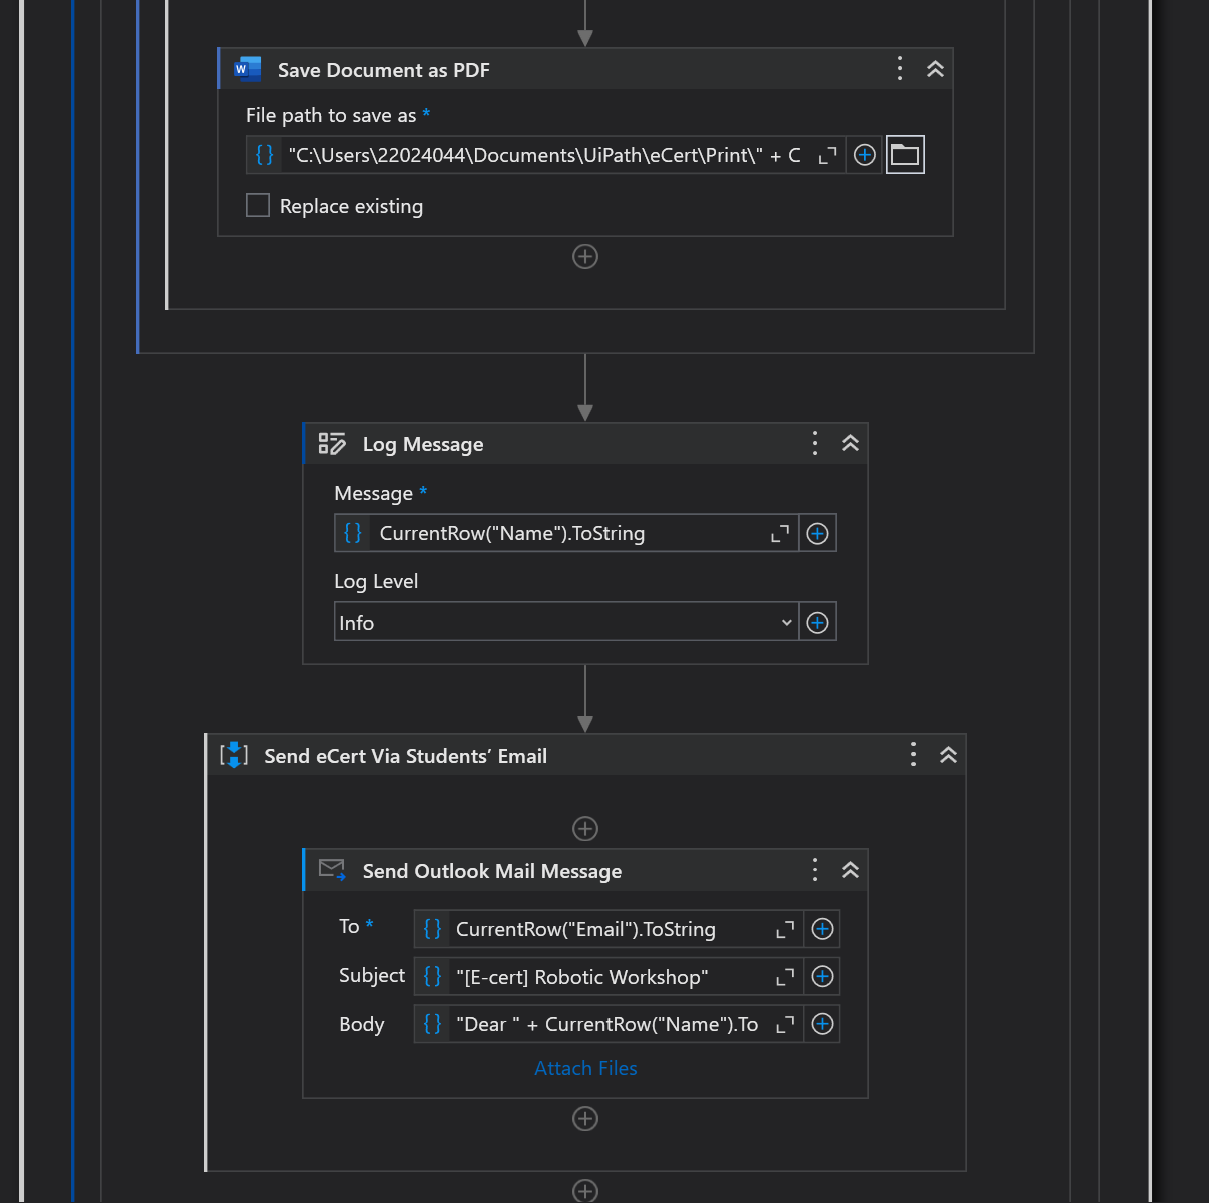 Save Document as PDF
File path to save as *
"C:\Users\22024044\Documents\UiPath\eCert\Print\" + C
Replace existing
Log Message
Message *
CurrentRow("Name").ToString
Log Level
Info
Send eCert Via Students’ Email
Send Outlook Mail Message
To * CurrentRow("Email").ToString
Subject "[E-cert] Robotic Workshop"
Body "Dear " + CurrentRow("Name").To
Attach Files